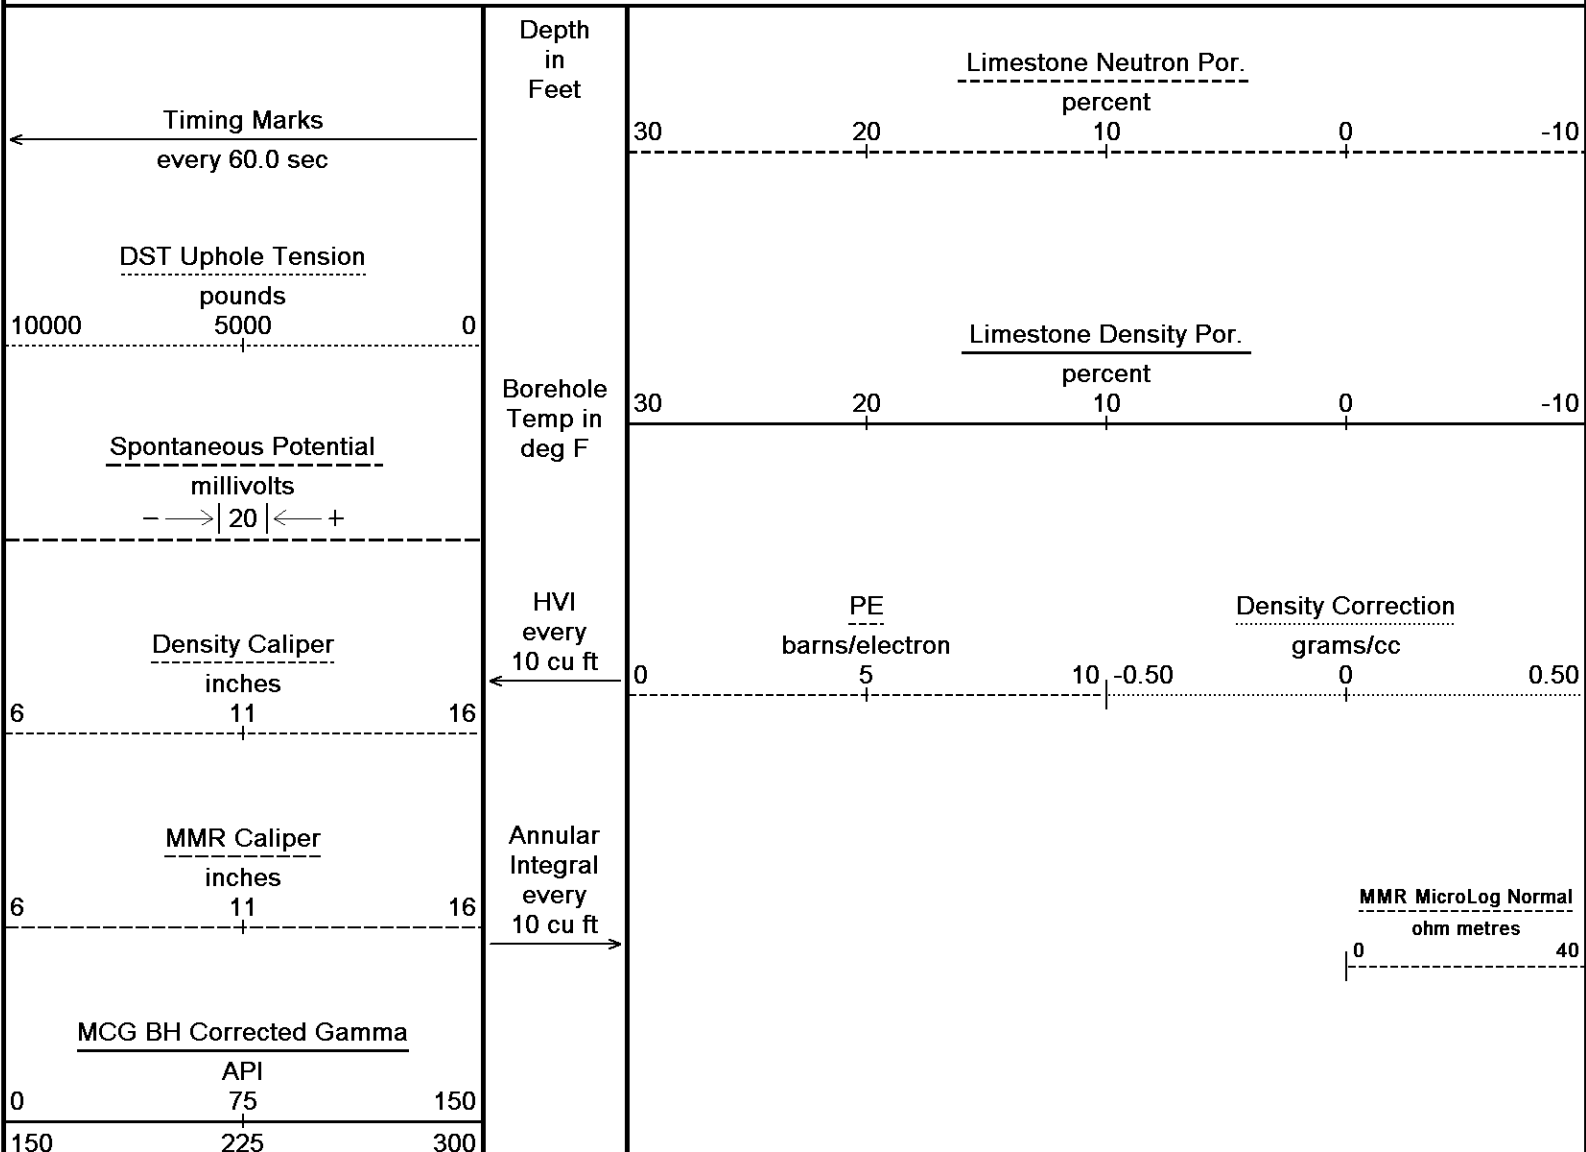 Timing Marks
every 60.0 sec
DST Uphole Tension
pounds
10000 5000 0
Spontaneous Potential
millivolts
− 20 +
Density Caliper
inches
6 11 16
MMR Caliper
inches
6 11 16
MCG BH Corrected Gamma
API
0 75 150
150 225 300
Depth
in
Feet
Borehole
Temp in
deg F
HVI
every
10 cu ft
Annular
Integral
every
10 cu ft
Limestone Neutron Por.
percent
30 20 10 0 -10
Limestone Density Por.
percent
30 20 10 0 -10
PE
barns/electron
0 5 10
Density Correction
grams/cc
-0.50 0 0.50
MMR MicroLog Normal
ohm metres
0 40